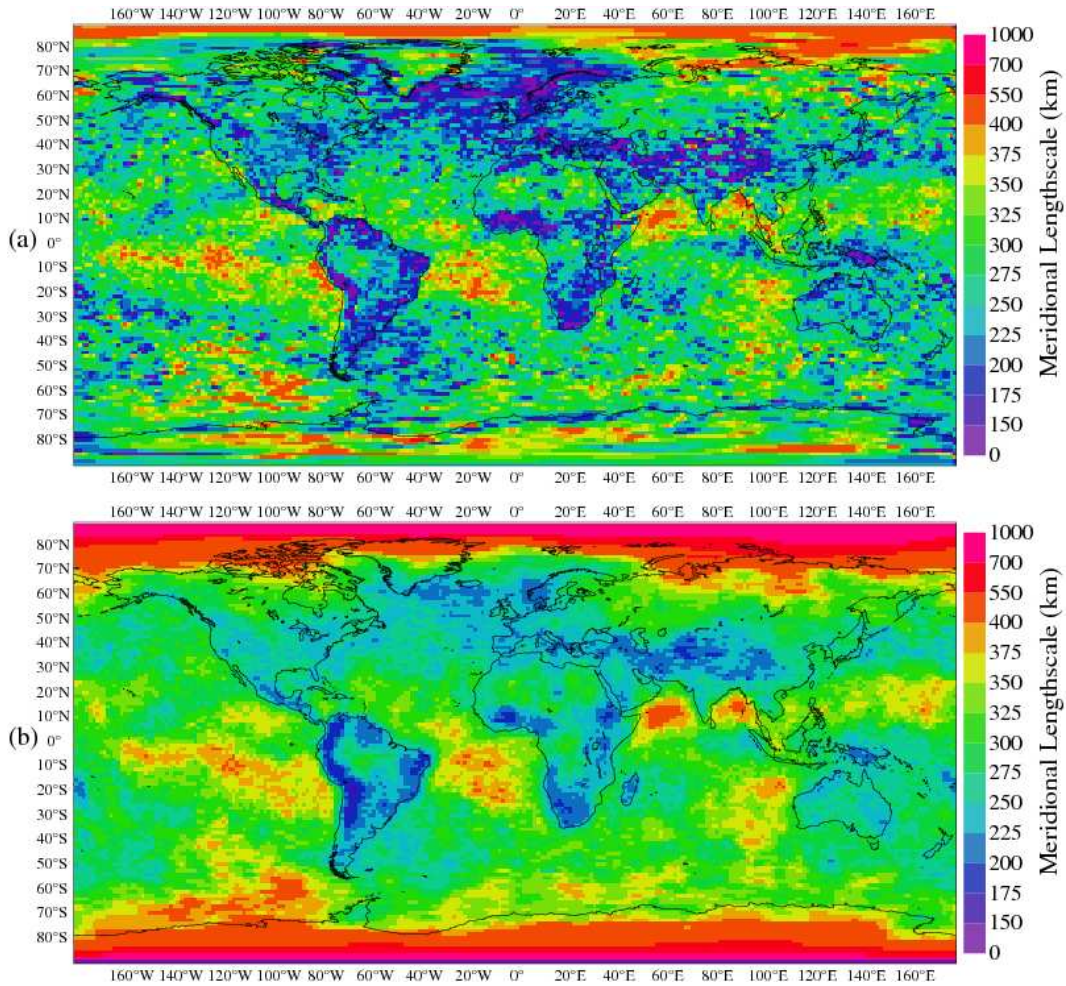 160°W 140°W 120°W 100°W 80°W 60°W 40°W 20°W 0° 20°E 40°E 60°E 80°E 100°E 120°E 140°E 160°E
80°N
70°N
60°N
50°N
40°N
30°N
20°N
10°N
0°
10°S
20°S
30°S
40°S
50°S
60°S
70°S
80°S
(a)
1000
700
550
400
375
350
325
300
275
250
225
200
175
150
0
Meridional Lengthscale (km)
160°W 140°W 120°W 100°W 80°W 60°W 40°W 20°W 0° 20°E 40°E 60°E 80°E 100°E 120°E 140°E 160°E
160°W 140°W 120°W 100°W 80°W 60°W 40°W 20°W 0° 20°E 40°E 60°E 80°E 100°E 120°E 140°E 160°E
80°N
70°N
60°N
50°N
40°N
30°N
20°N
10°N
0°
10°S
20°S
30°S
40°S
50°S
60°S
70°S
80°S
(b)
1000
700
550
400
375
350
325
300
275
250
225
200
175
150
0
Meridional Lengthscale (km)
160°W 140°W 120°W 100°W 80°W 60°W 40°W 20°W 0° 20°E 40°E 60°E 80°E 100°E 120°E 140°E 160°E